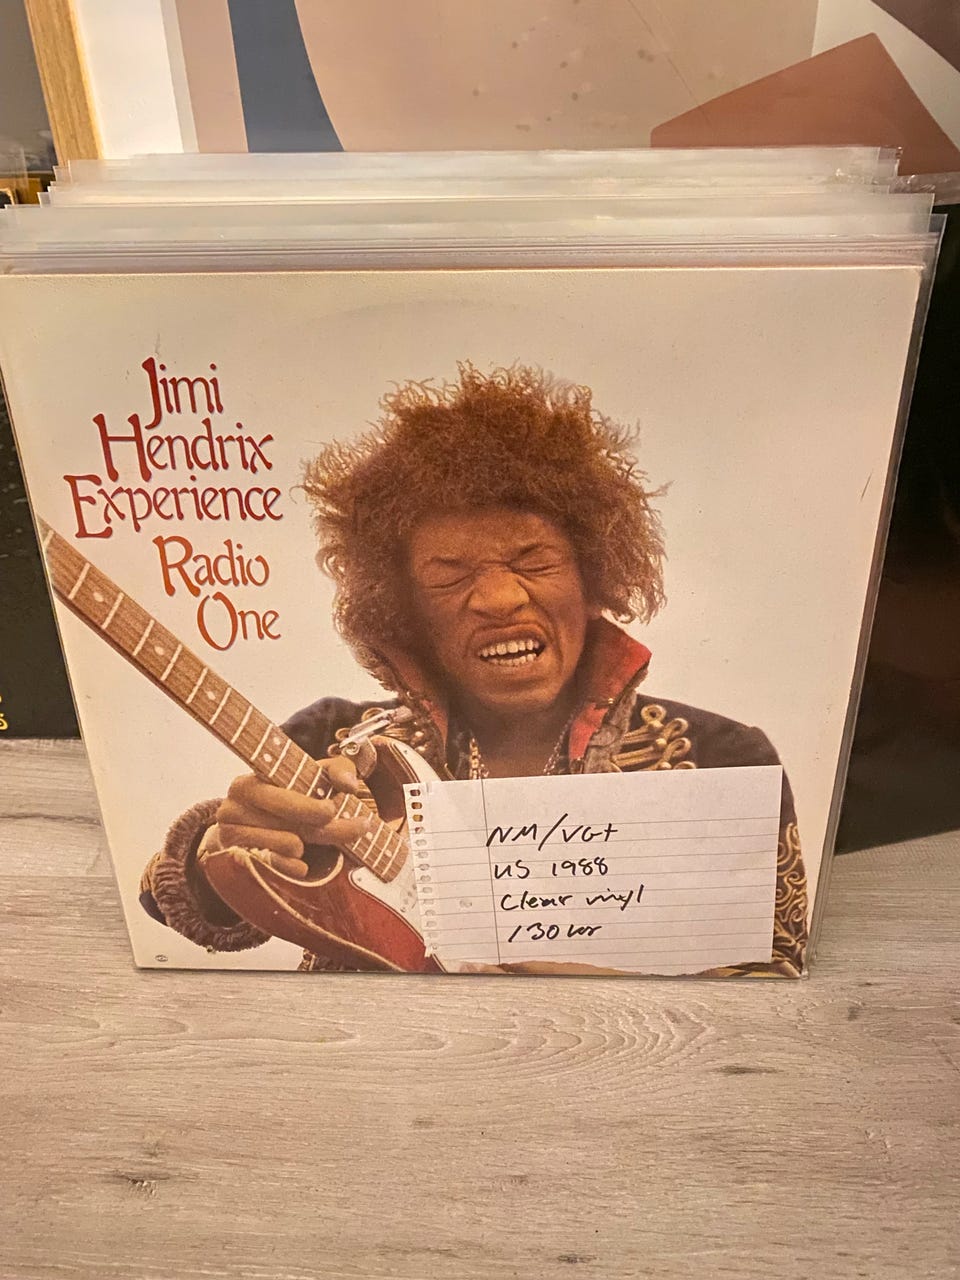 Jimi
Hendrix
Experience
Radio
One
NM/VG+
US 1988
Clear vinyl
130 kr